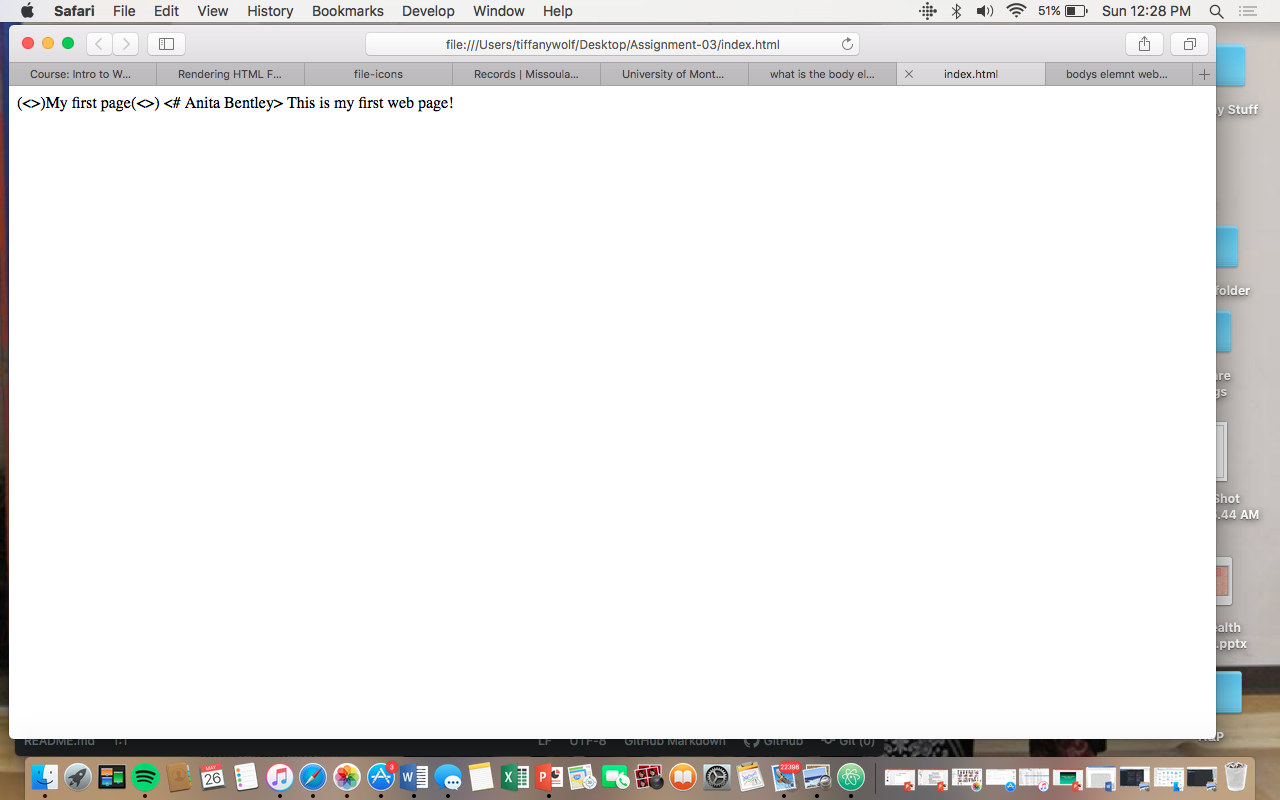 Safari File Edit View History Bookmarks Develop Window Help 51% Sun 12:28 PM
file:///Users/tiffanywolf/Desktop/Assignment-03/index.html
Course: Intro to W... Rendering HTML F... file-icons Records | Missoula... University of Mont... what is the body el... index.html bodys elemnt web...
(<>)My first page(<>) <# Anita Bentley> This is my first web page!
y Stuff
folder
gs
Shot
.44 AM
ealth
.pptx
README.md 1:1 LF UTF-8 GitHub Markdown GitHub Git (0)
3 MAY 26 22396